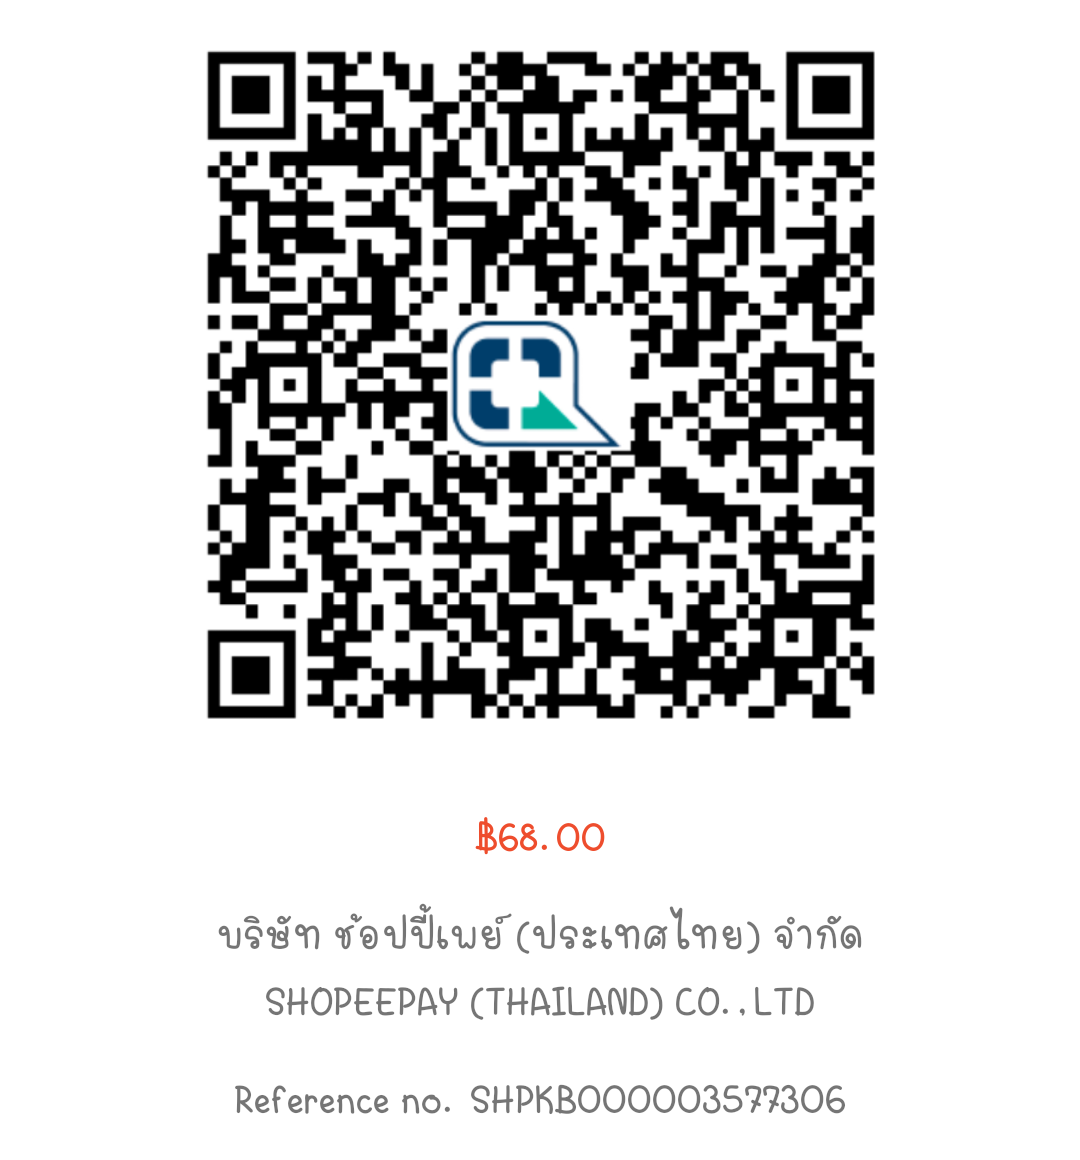 ฿68.00
บริษัท ช้อปปี้เพย์ (ประเทศไทย) จำกัด
SHOPEEPAY (THAILAND) CO.,LTD
Reference no. SHPKB000003577306